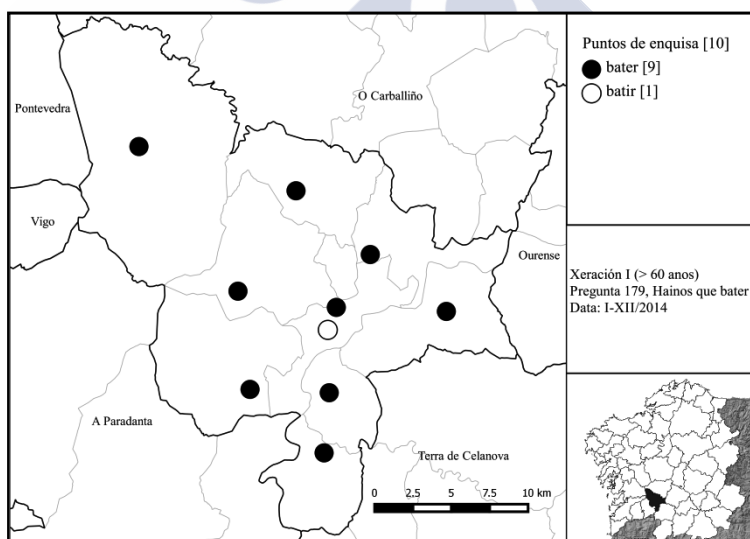 Puntos de enquisa [10]
bater [9]
batir [1]
O Carballiño
Pontevedra
Vigo
Ourense
Xeración I (> 60 anos)
Pregunta 179, Hainos que bater
Data: I-XII/2014
A Paradanta
Terra de Celanova
0 2,5 5 7,5 10 km